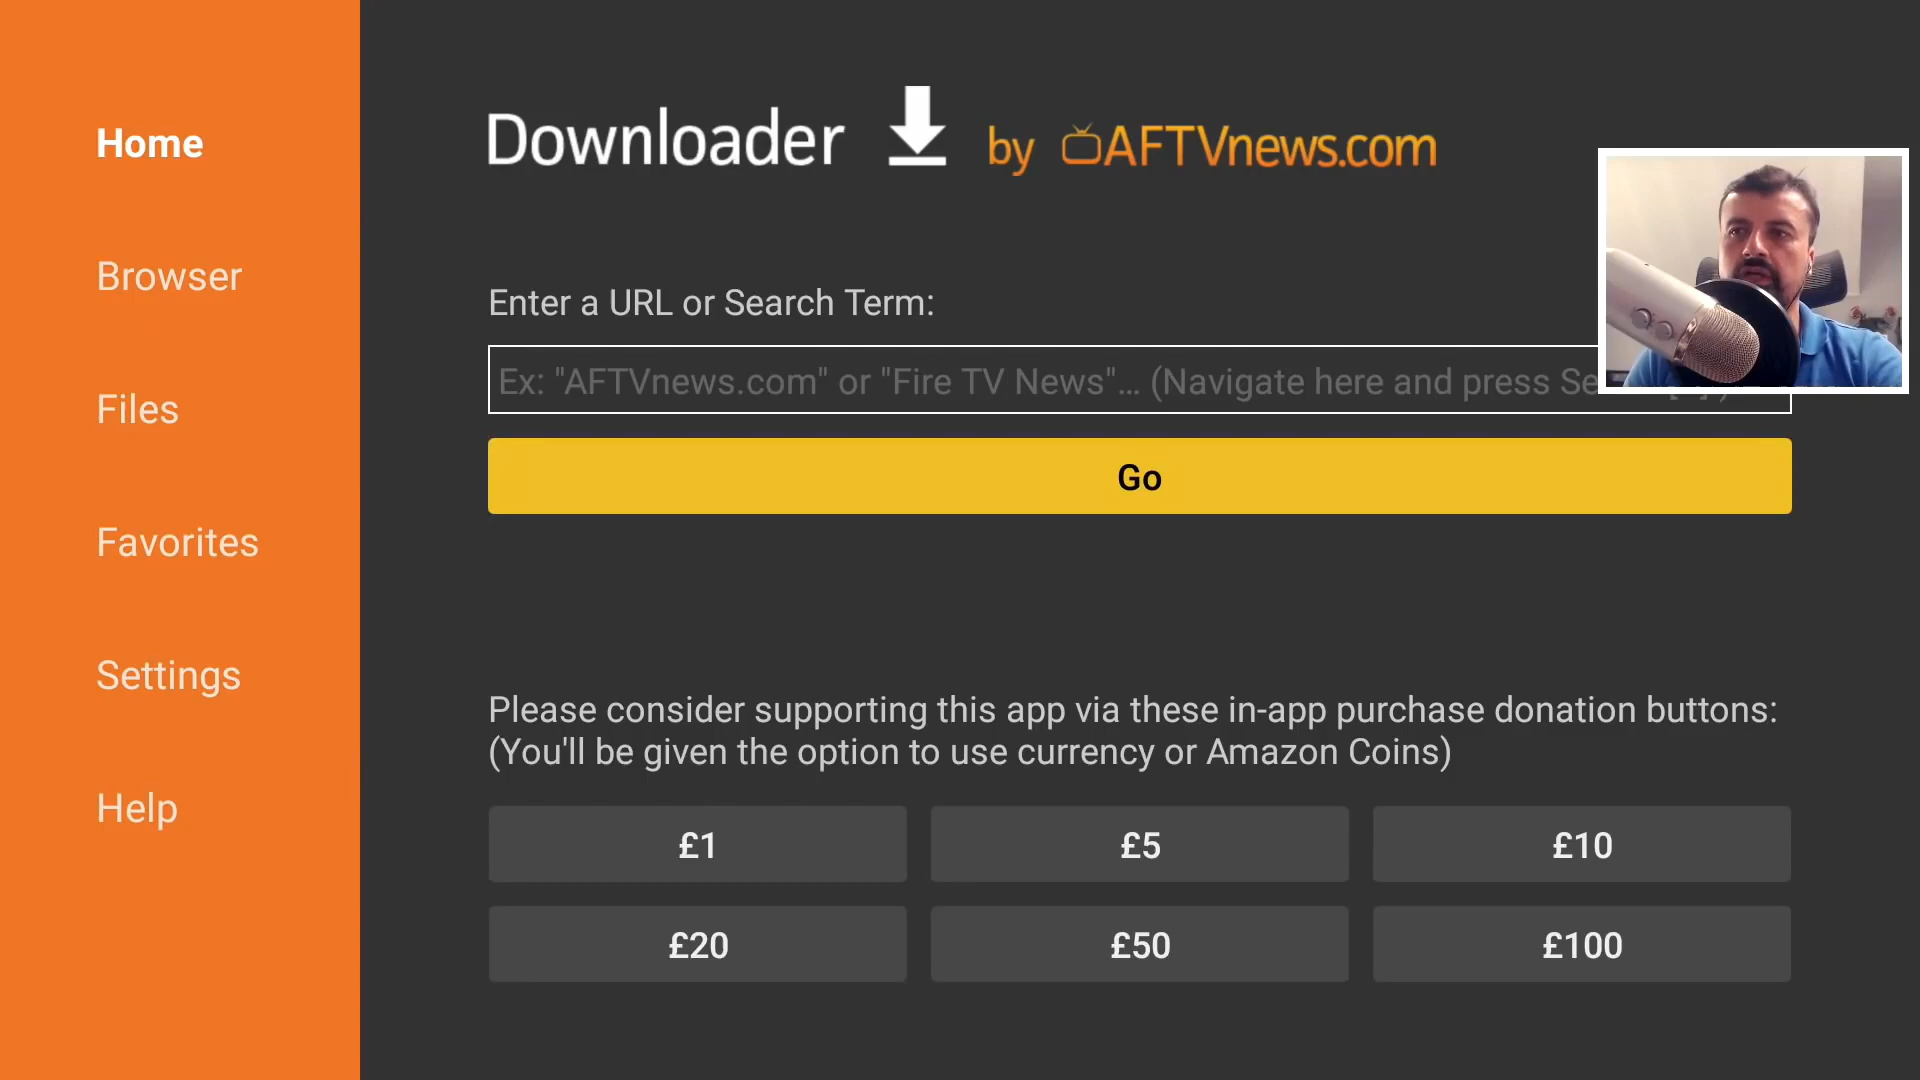 Home
Browser
Files
Favorites
Settings
Help
Downloader by AFTVnews.com
Enter a URL or Search Term:
Ex: "AFTVnews.com" or "Fire TV News"... (Navigate here and press
Go
Please consider supporting this app via these in-app purchase donation buttons:
(You'll be given the option to use currency or Amazon Coins)
£1 £5 £10
£20 £50 £100